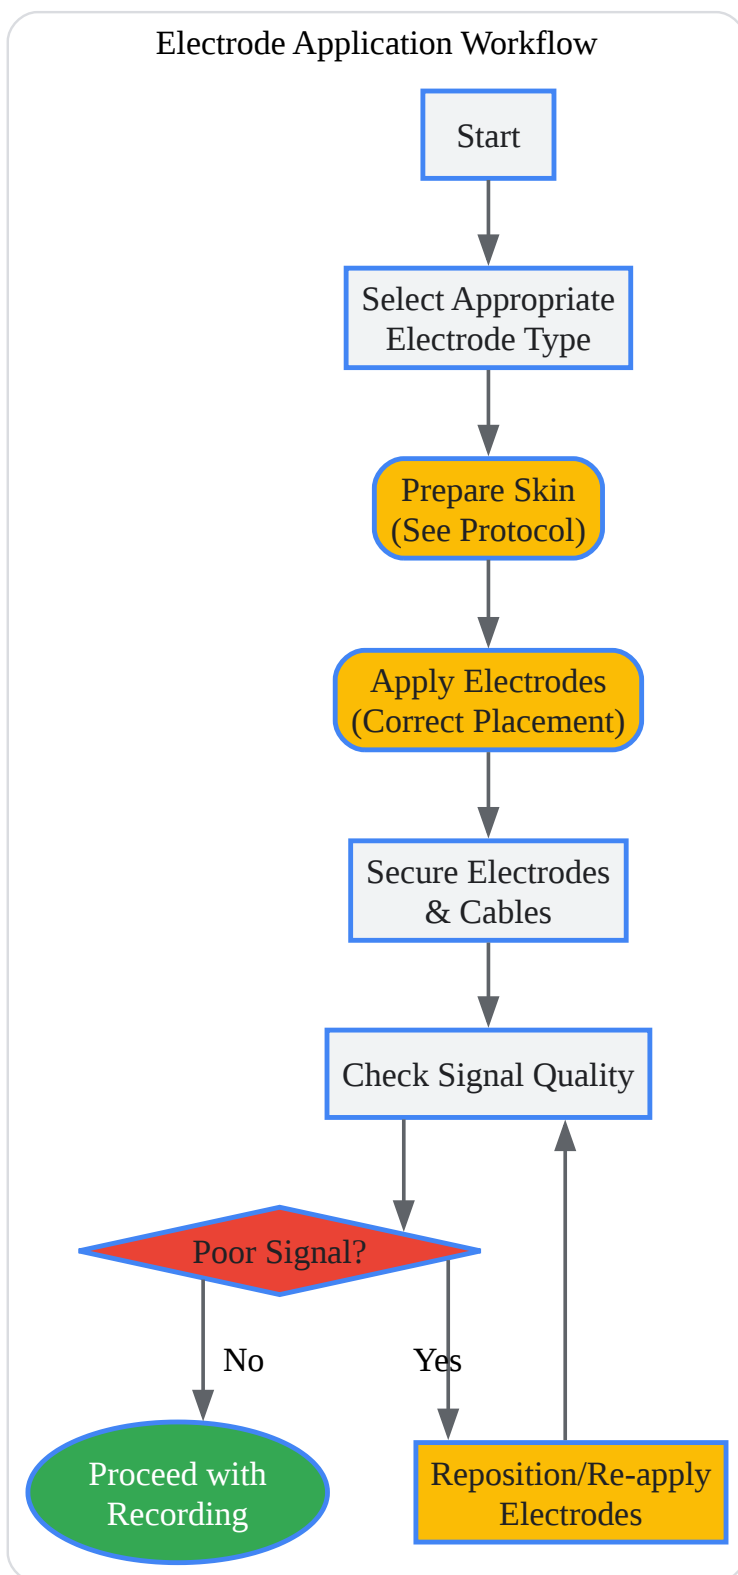 Electrode Application Workflow
Start
Select Appropriate
Electrode Type
Prepare Skin
(See Protocol)
Apply Electrodes
(Correct Placement)
Secure Electrodes
& Cables
Check Signal Quality
Poor Signal?
No
Yes
Proceed with
Recording
Reposition/Re-apply
Electrodes